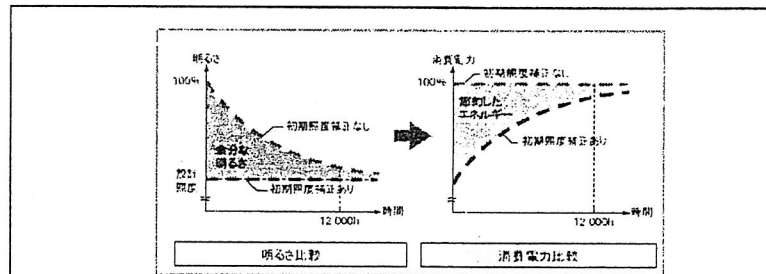 明るさ
100%
初期照度補正なし
余分な
明るさ
設計
照度
初期照度補正あり
12 000h
時間
明るさ比較
消費電力
100%
初期照度補正なし
節約した
エネルギー
初期照度補正あり
12 000h
時間
消費電力比較